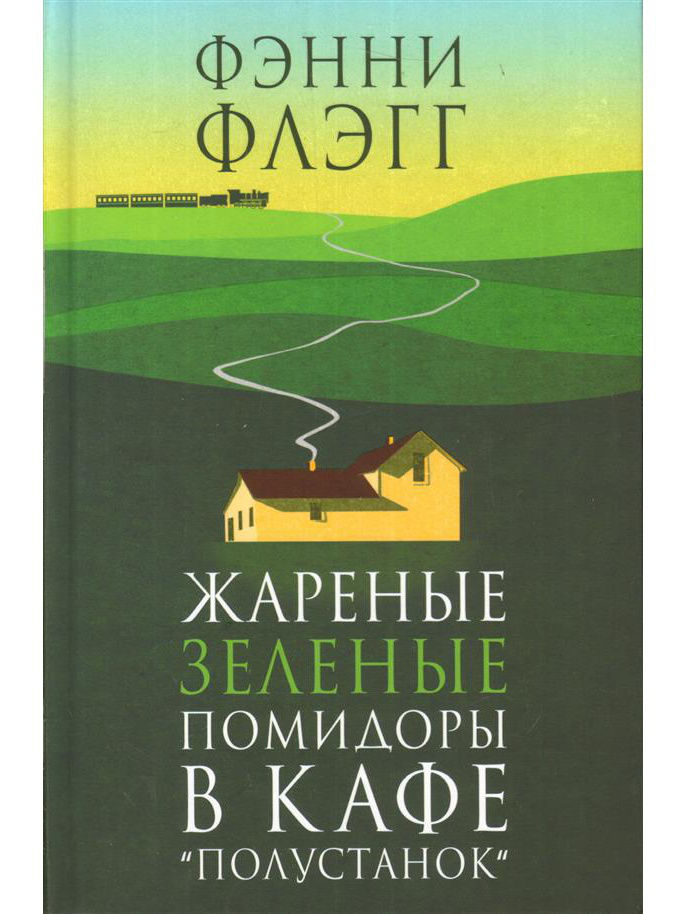 ФЭННИ
ФЛЭГГ
ЖАРЕНЫЕ
ЗЕЛЕНЫЕ
ПОМИДОРЫ
В КАФЕ
"ПОЛУСТАНОК"